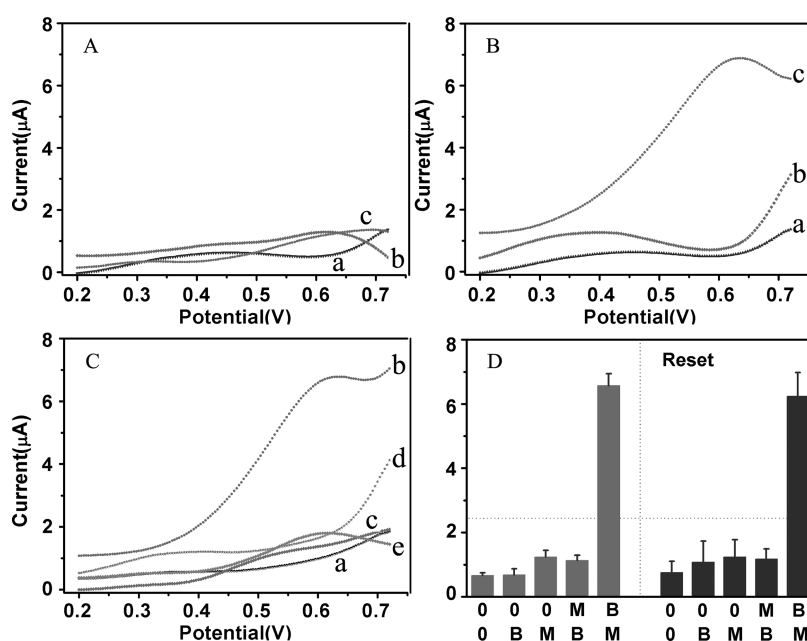 A
Current(μA)
8
6
4
2
0
c
a
b
0.2 0.3 0.4 0.5 0.6 0.7
Potential(V)
B
Current(μA)
8
6
4
2
0
c
b
a
0.2 0.3 0.4 0.5 0.6 0.7
Potential(V)
C
Current(μA)
8
6
4
2
0
b
d
c
e
a
0.2 0.3 0.4 0.5 0.6 0.7
Potential(V)
D
Reset
8
6
4
2
0
0 0 0 M B 0 0 0 M B
0 B M B M 0 B M B M